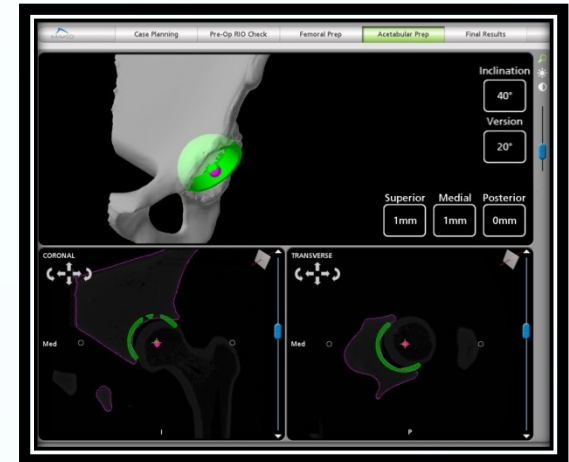 MAKO
Case Planning
Pre-Op RIO Check
Femoral Prep
Acetabular Prep
Final Results
Inclination
40°
Version
20°
Superior Medial Posterior
1mm 1mm 0mm
CORONAL
Med
I
TRANSVERSE
Med
P